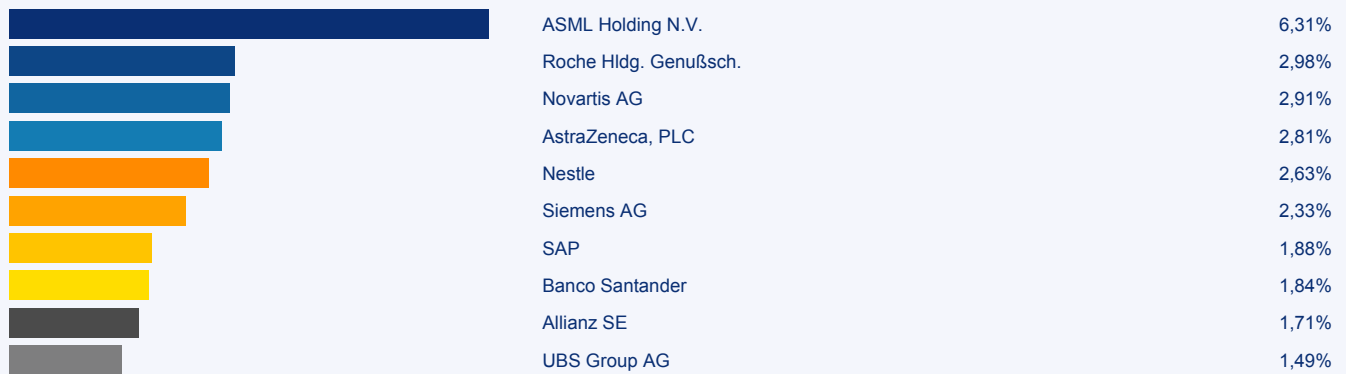 ASML Holding N.V. 6,31%
Roche Hldg. Genußsch. 2,98%
Novartis AG 2,91%
AstraZeneca, PLC 2,81%
Nestle 2,63%
Siemens AG 2,33%
SAP 1,88%
Banco Santander 1,84%
Allianz SE 1,71%
UBS Group AG 1,49%